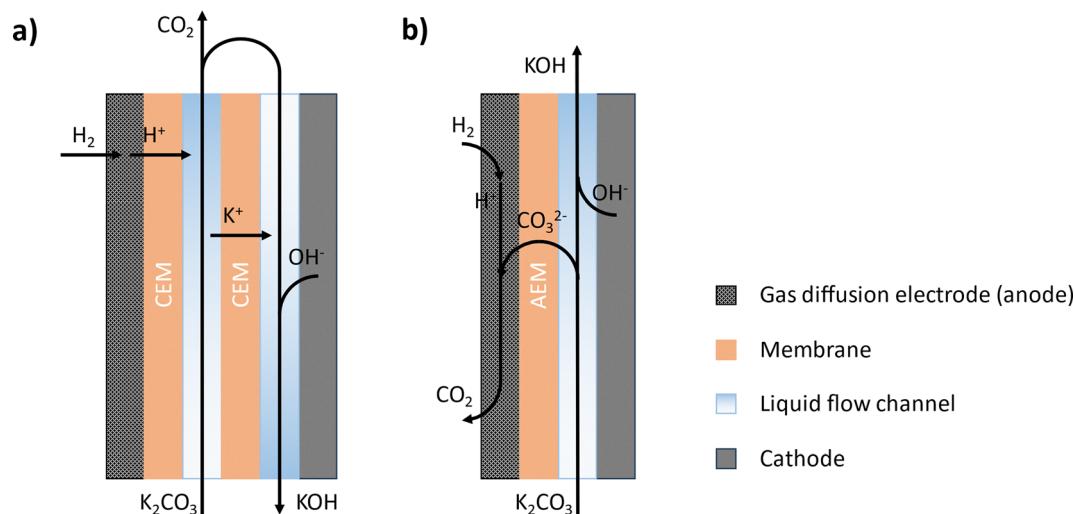 a)
CO₂
H₂
H⁺
K⁺
OH⁻
CEM
CEM
K₂CO₃
KOH
b)
KOH
H₂
H⁺
OH⁻
CO₃²⁻
AEM
CO₂
K₂CO₃
Gas diffusion electrode (anode)
Membrane
Liquid flow channel
Cathode